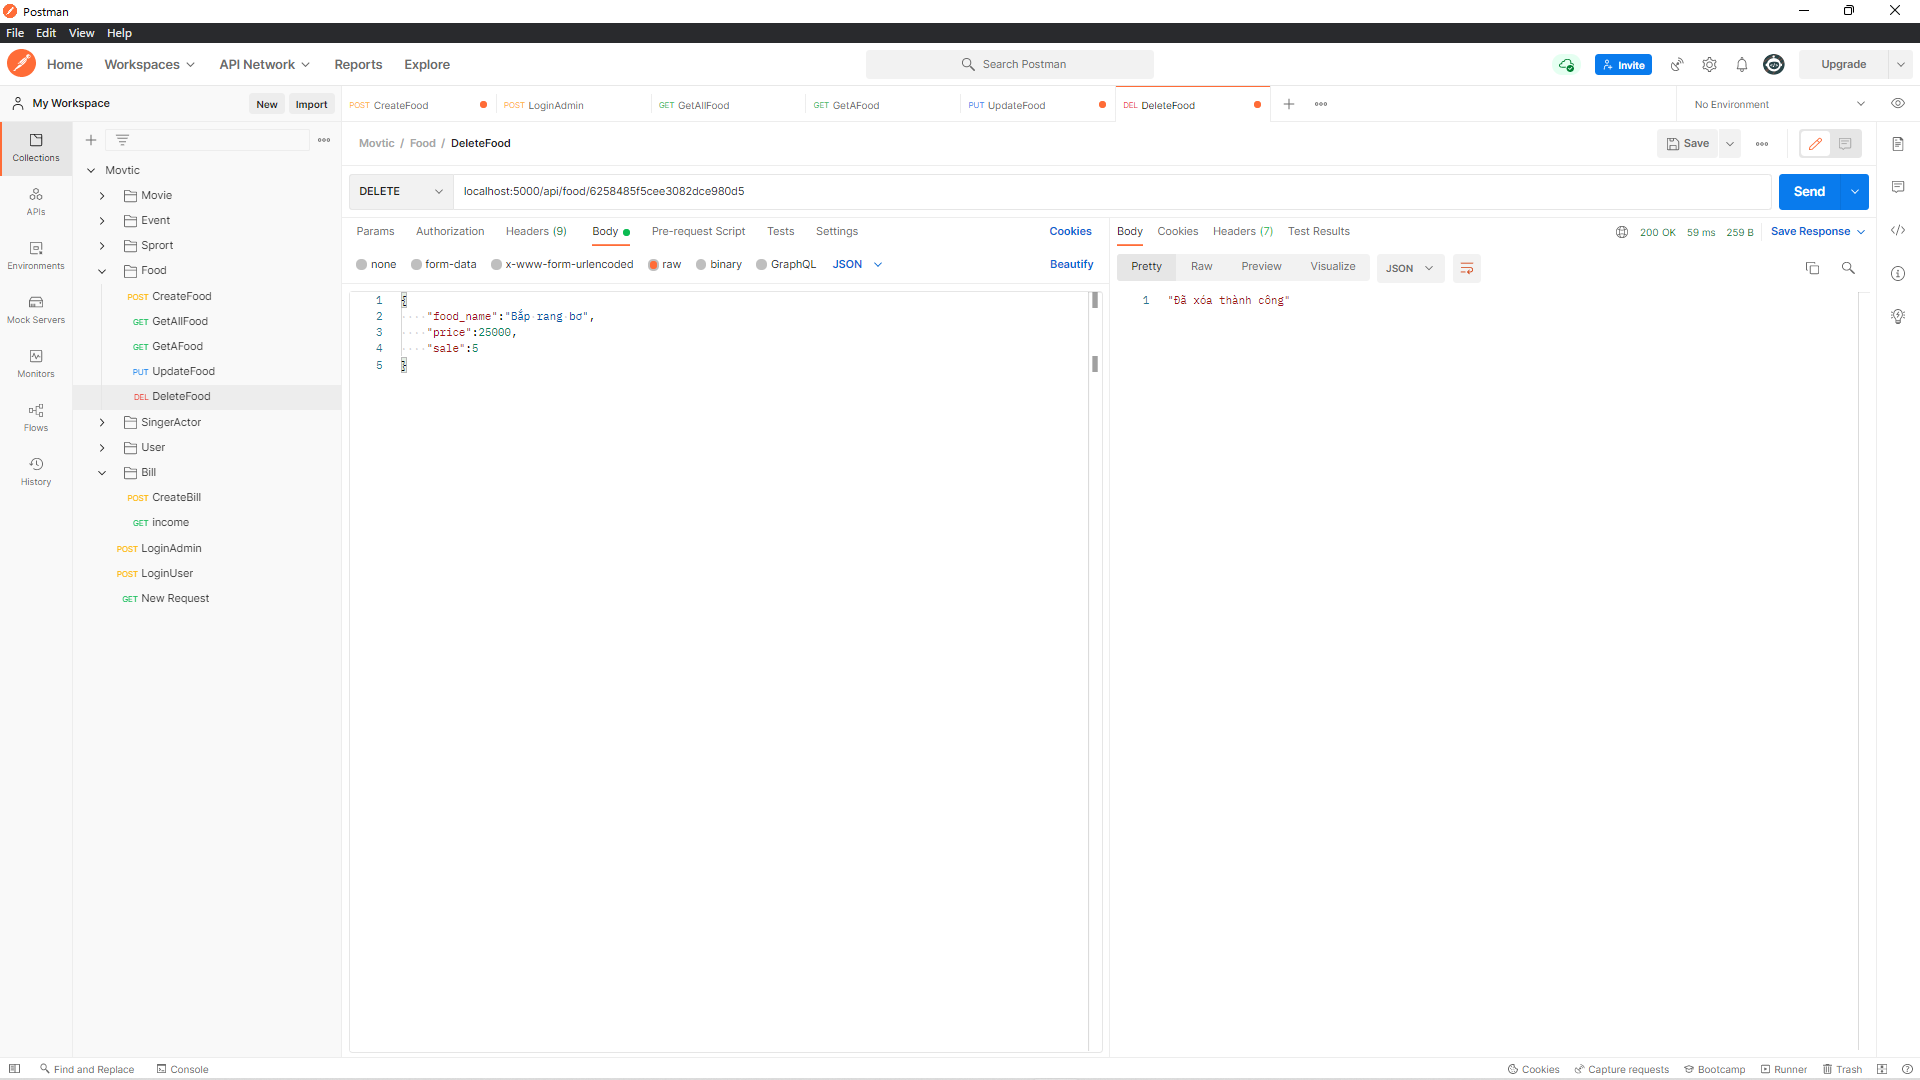 Postman
File Edit View Help
Home Workspaces API Network Reports Explore
Search Postman
Invite
Upgrade
My Workspace
New Import
POST CreateFood
POST LoginAdmin
GET GetAllFood
GET GetAFood
PUT UpdateFood
DEL DeleteFood
No Environment
Collections
APIs
Environments
Mock Servers
Monitors
Flows
History
Movtic
Movie
Event
Sprort
Food
POST CreateFood
GET GetAllFood
GET GetAFood
PUT UpdateFood
DEL DeleteFood
SingerActor
User
Bill
POST CreateBill
GET income
POST LoginAdmin
POST LoginUser
GET New Request
Movtic / Food / DeleteFood
Save
DELETE
localhost:5000/api/food/6258485f5cee3082dce980d5
Send
Params Authorization Headers (9) Body Pre-request Script Tests Settings
Cookies
none form-data x-www-form-urlencoded raw binary GraphQL JSON
Beautify
1 {
2 "food_name":"Bắp rang bơ",
3 "price":25000,
4 "sale":5
5 }
Body Cookies Headers (7) Test Results
200 OK 59 ms 259 B Save Response
Pretty Raw Preview Visualize JSON
1 "Đã xóa thành công"
Find and Replace Console
Cookies Capture requests Bootcamp Runner Trash